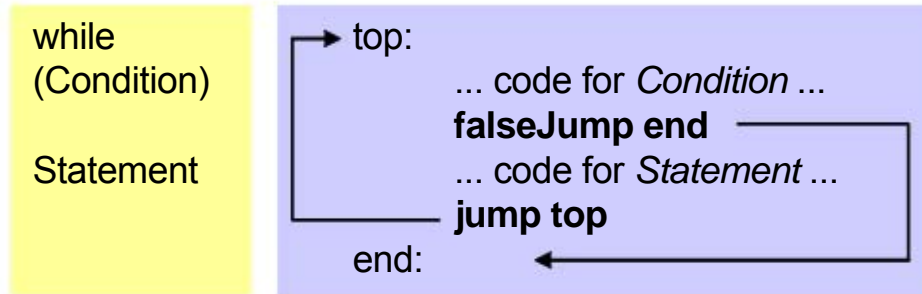 while
(Condition)
Statement
top:
... code for Condition ...
falseJump end
... code for Statement ...
jump top
end: